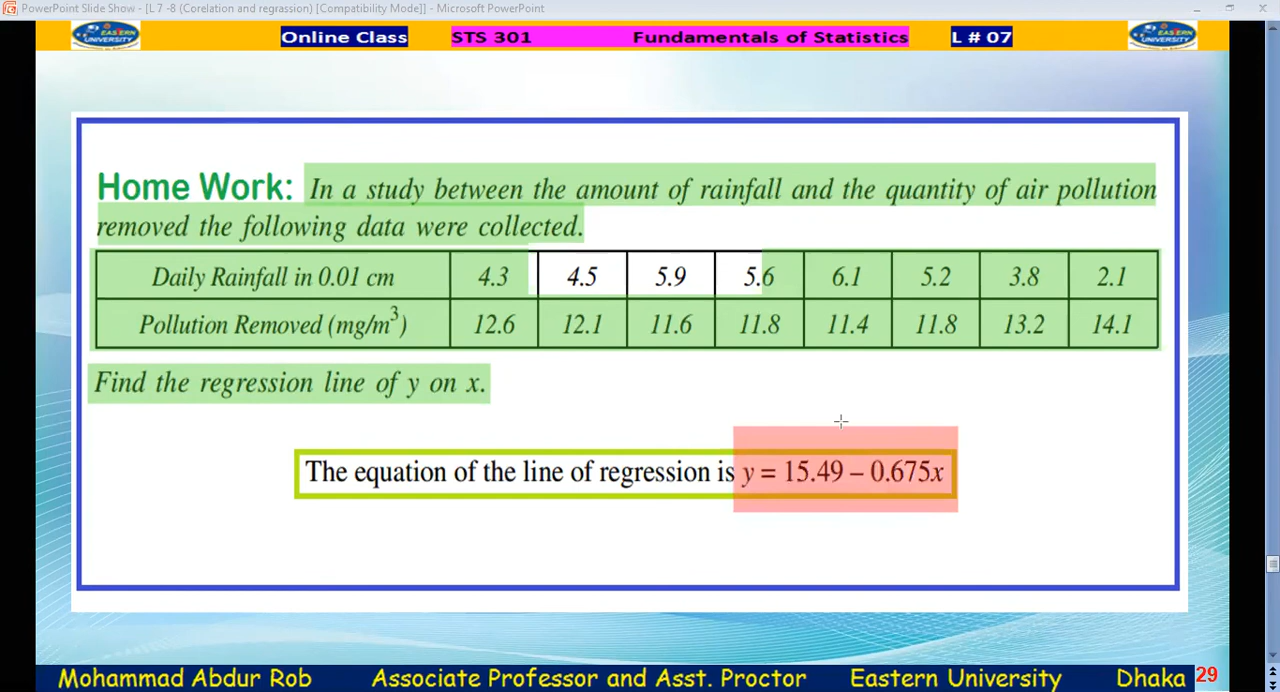 PowerPoint Slide Show - [L 7 -8 (Corelation and regrassion) [Compatibility Mode]] - Microsoft PowerPoint
EASTERN UNIVERSITY Online Class STS 301 Fundamentals of Statistics L # 07 EASTERN UNIVERSITY
Home Work: In a study between the amount of rainfall and the quantity of air pollution
removed the following data were collected.
Daily Rainfall in 0.01 cm 4.3 4.5 5.9 5.6 6.1 5.2 3.8 2.1
Pollution Removed (mg/m³) 12.6 12.1 11.6 11.8 11.4 11.8 13.2 14.1
Find the regression line of y on x.
The equation of the line of regression is y = 15.49 – 0.675x
Mohammad Abdur Rob Associate Professor and Asst. Proctor Eastern University Dhaka 29